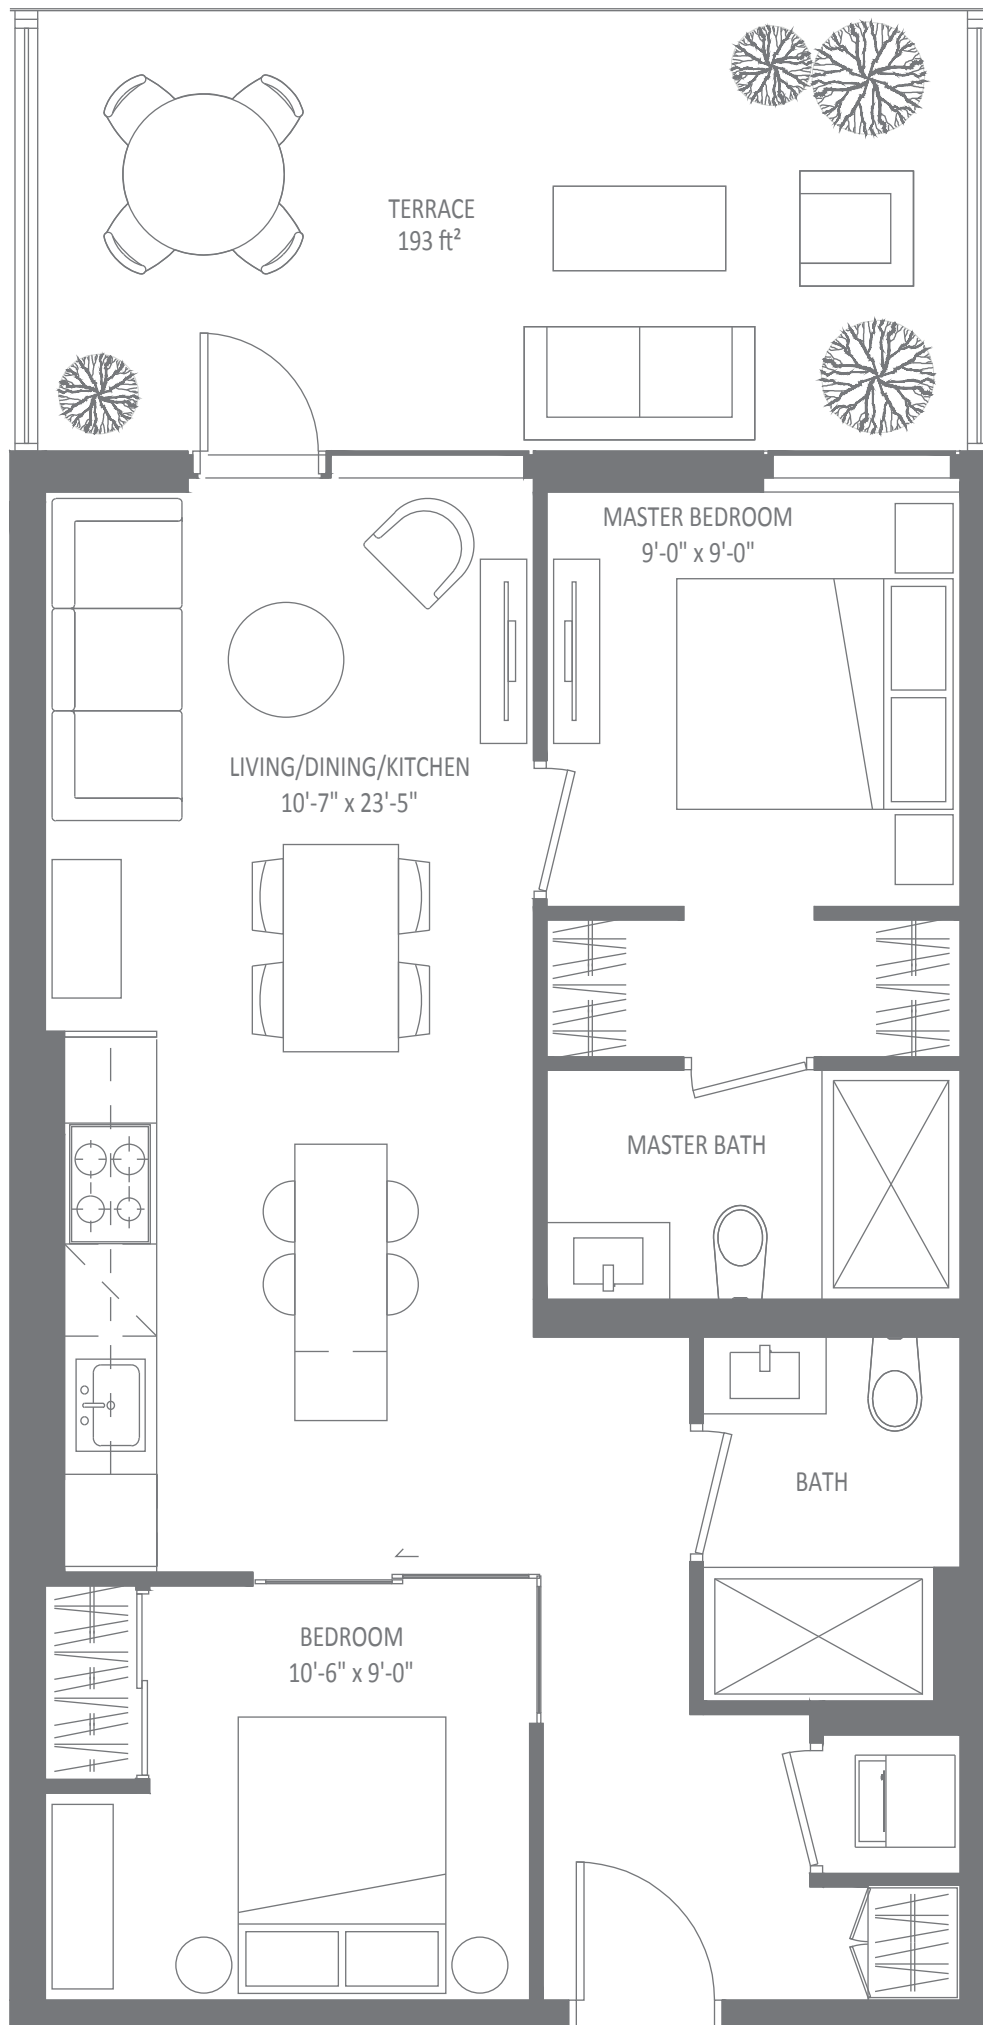 TERRACE
193 ft²
MASTER BEDROOM
9'-0" x 9'-0"
LIVING/DINING/KITCHEN
10'-7" x 23'-5"
MASTER BATH
BATH
BEDROOM
10'-6" x 9'-0"